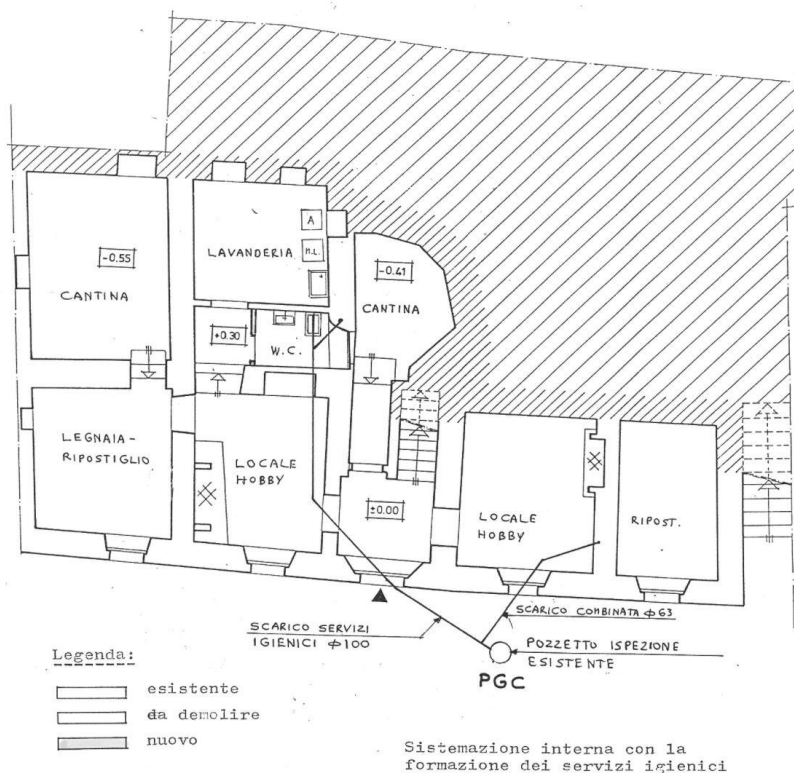 LAVANDERIA
A
M.L.
-0.55
CANTINA
-0.41
CANTINA
+0.30
W.C.
LEGNAIA-
RIPOSTIGLIO
LOCALE
HOBBY
±0.00
LOCALE
HOBBY
RIPOST.
SCARICO SERVIZI
IGIENICI φ100
SCARICO COMBINATA φ63
POZZETTO ISPEZIONE
ESISTENTE
PGC
Legenda:
esistente
da demolire
nuovo
Sistemazione interna con la
formazione dei servizi igienici